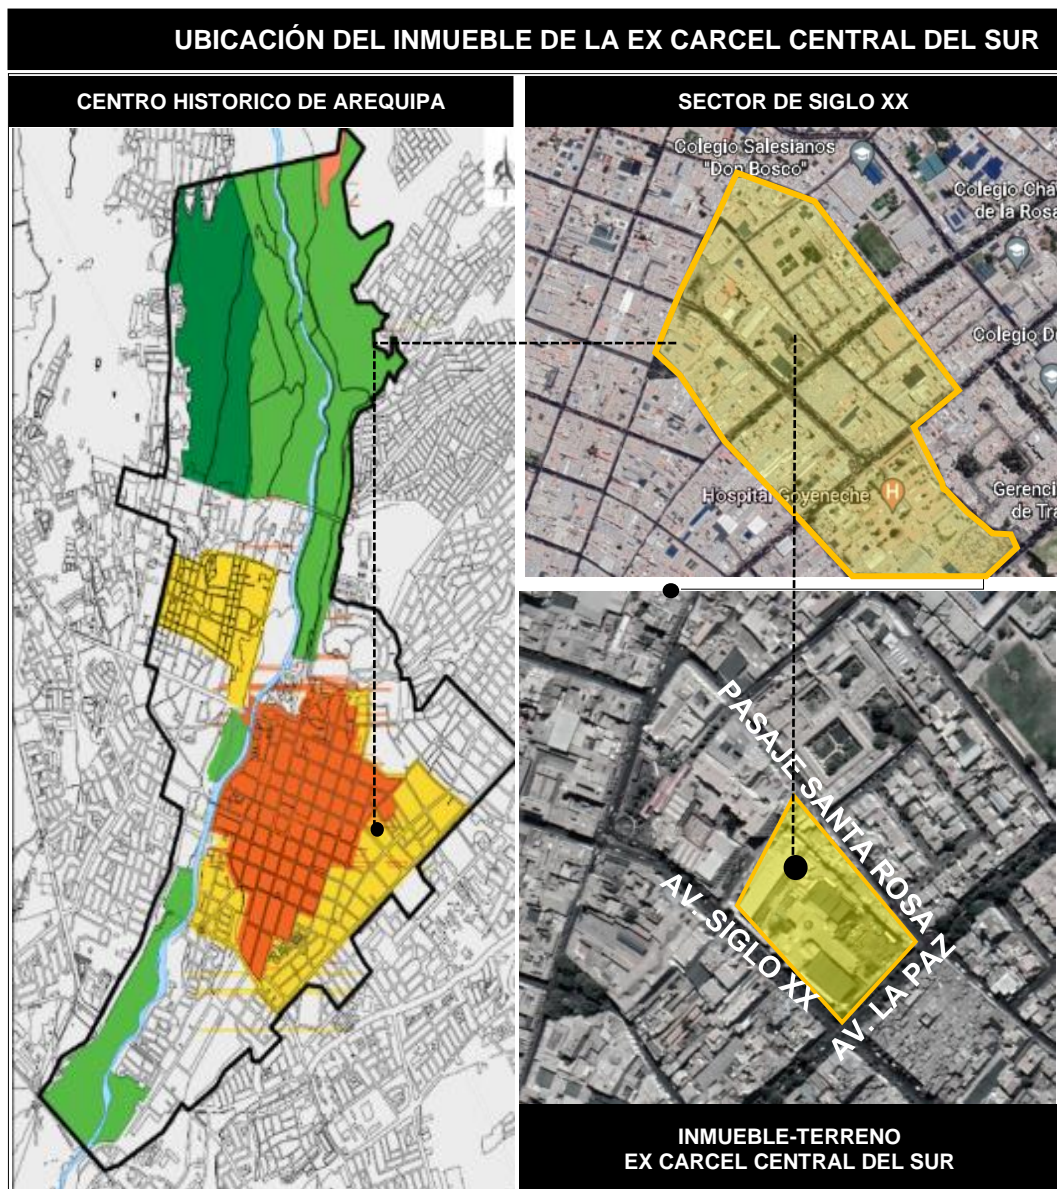 UBICACIÓN DEL INMUEBLE DE LA EX CARCEL CENTRAL DEL SUR
CENTRO HISTORICO DE AREQUIPA
SECTOR DE SIGLO XX
Colegio Salesianos
"Don Bosco"
Colegio Cha
de la Rosa
Colegio D
Hospital Goyeneche
H
Gerenci
de Tra
PASAJE SANTA ROSA
AV. SIGLO XX
AV. LA PAZ
INMUEBLE-TERRENO
EX CARCEL CENTRAL DEL SUR